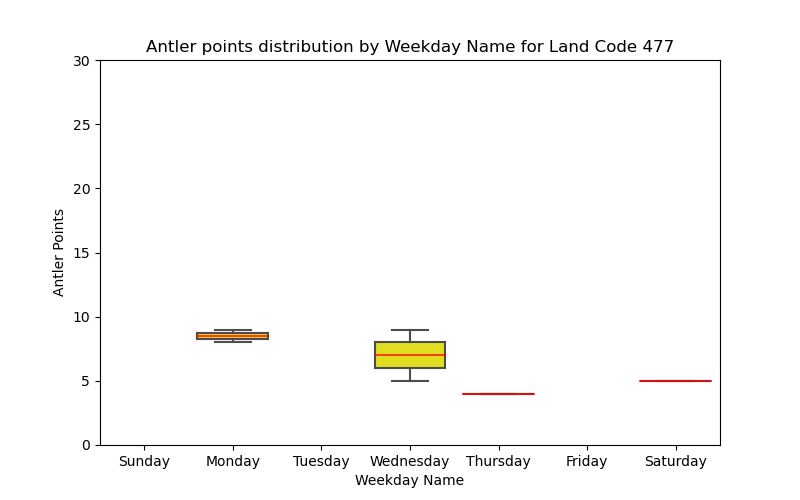 Antler points distribution by Weekday Name for Land Code 477
30
25
20
15
10
5
0
Antler Points
Sunday Monday Tuesday Wednesday Thursday Friday Saturday
Weekday Name